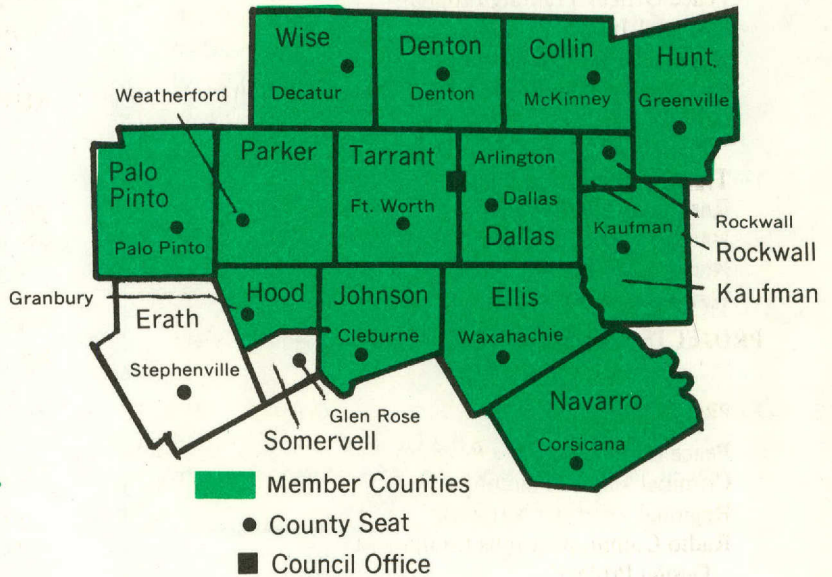 Wise
Denton
Collin
Hunt
Decatur
Denton
McKinney
Greenville
Weatherford
Palo
Pinto
Parker
Tarrant
Arlington
Palo Pinto
Ft. Worth
Dallas
Dallas
Kaufman
Rockwall
Rockwall
Kaufman
Granbury
Hood
Johnson
Ellis
Erath
Cleburne
Waxahachie
Stephenville
Glen Rose
Somervell
Navarro
Corsicana
Member Counties
County Seat
Council Office